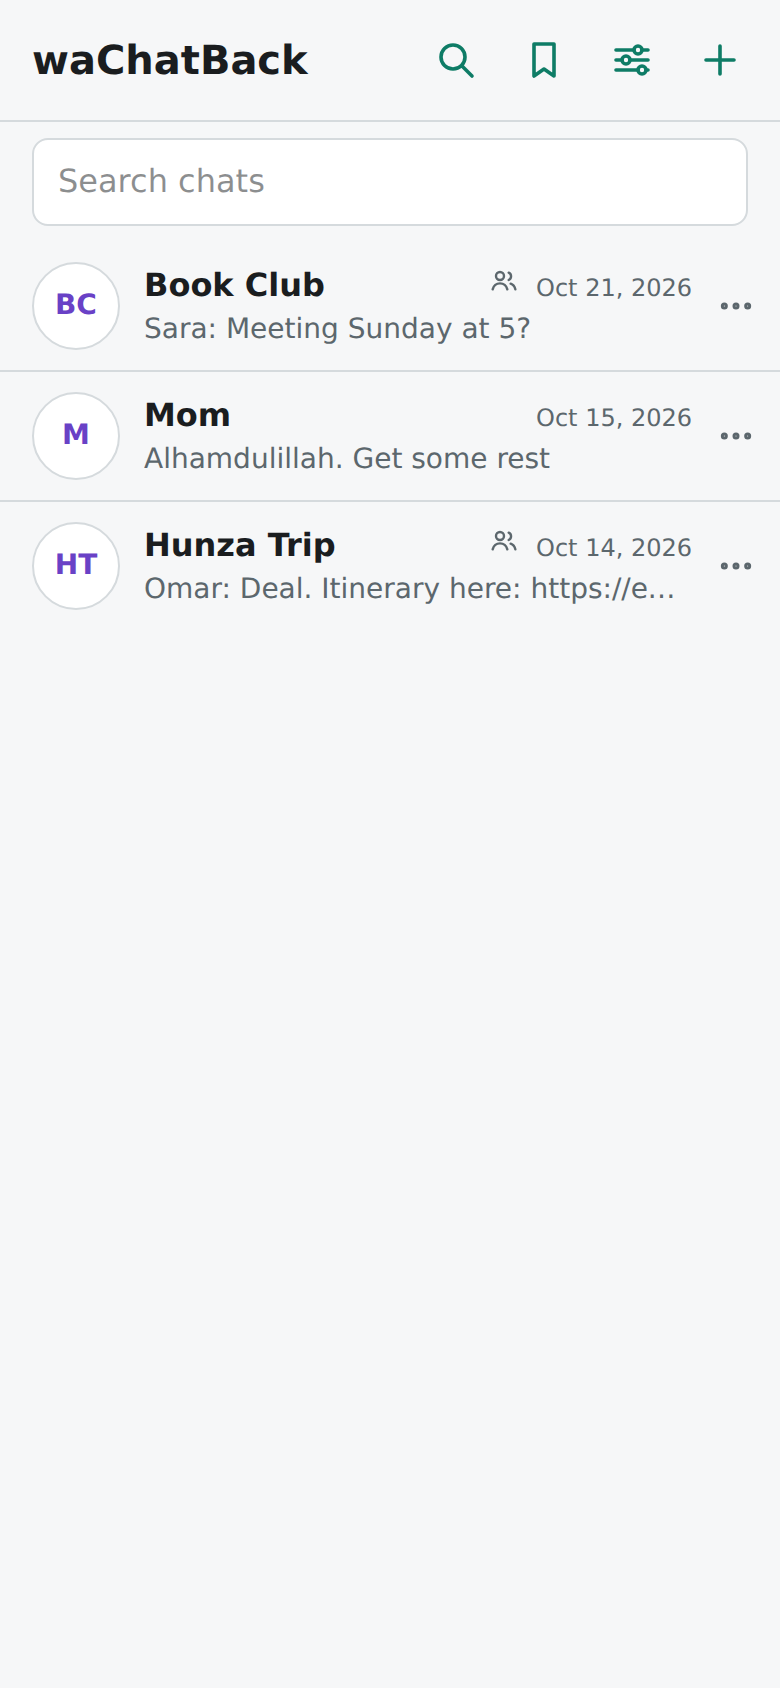 waChatBack
Search chats
BC
Book Club
Oct 21, 2026
Sara: Meeting Sunday at 5?
M
Mom
Oct 15, 2026
Alhamdulillah. Get some rest
HT
Hunza Trip
Oct 14, 2026
Omar: Deal. Itinerary here: https://e…